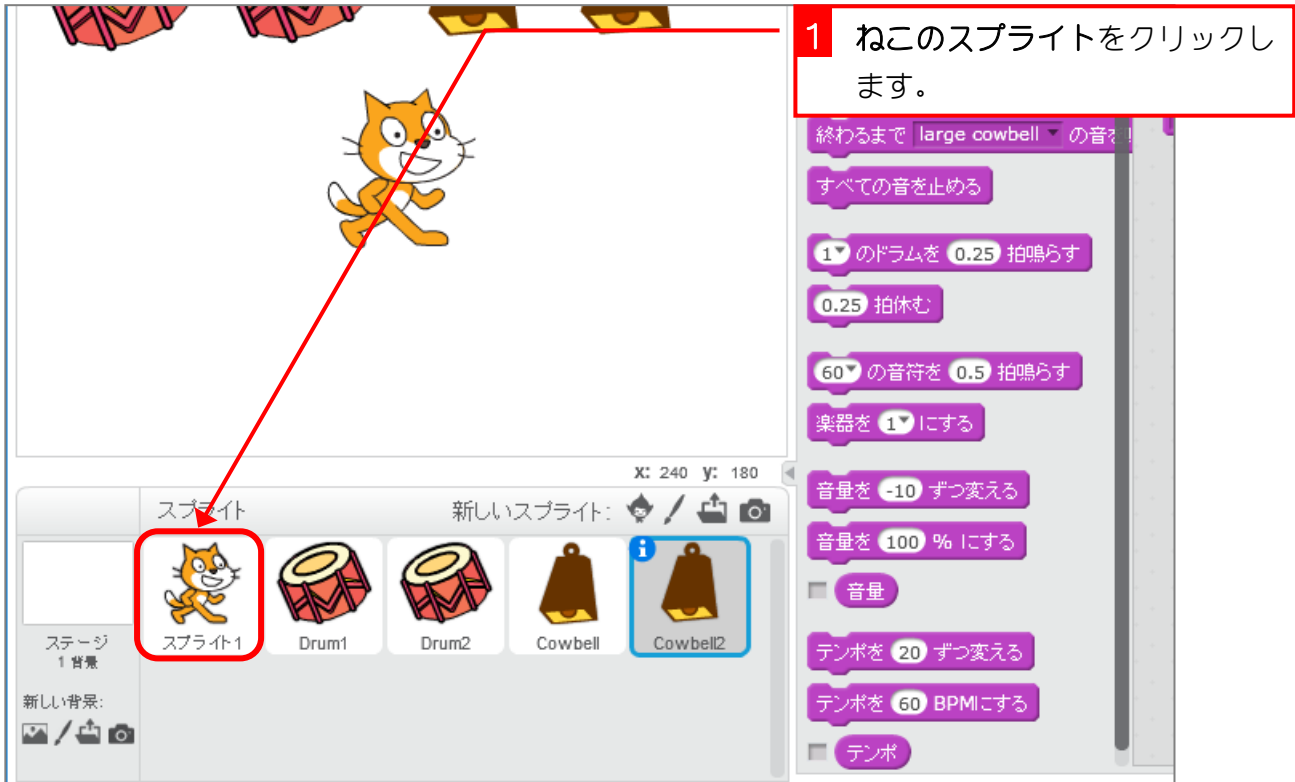 1 ねこのスプライトをクリックし
ます。
終わるまで large cowbell の音を
すべての音を止める
1 のドラムを 0.25 拍鳴らす
0.25 拍休む
60 の音符を 0.5 拍鳴らす
楽器を 1 にする
音量を -10 ずつ変える
音量を 100 % にする
音量
テンポを 20 ずつ変える
テンポを 60 BPMにする
テンポ
X: 240 y: 180
スプライト 新しいスプライト:
ステージ
1 背景
新しい背景:
スプライト1 Drum1 Drum2 Cowbell Cowbell2